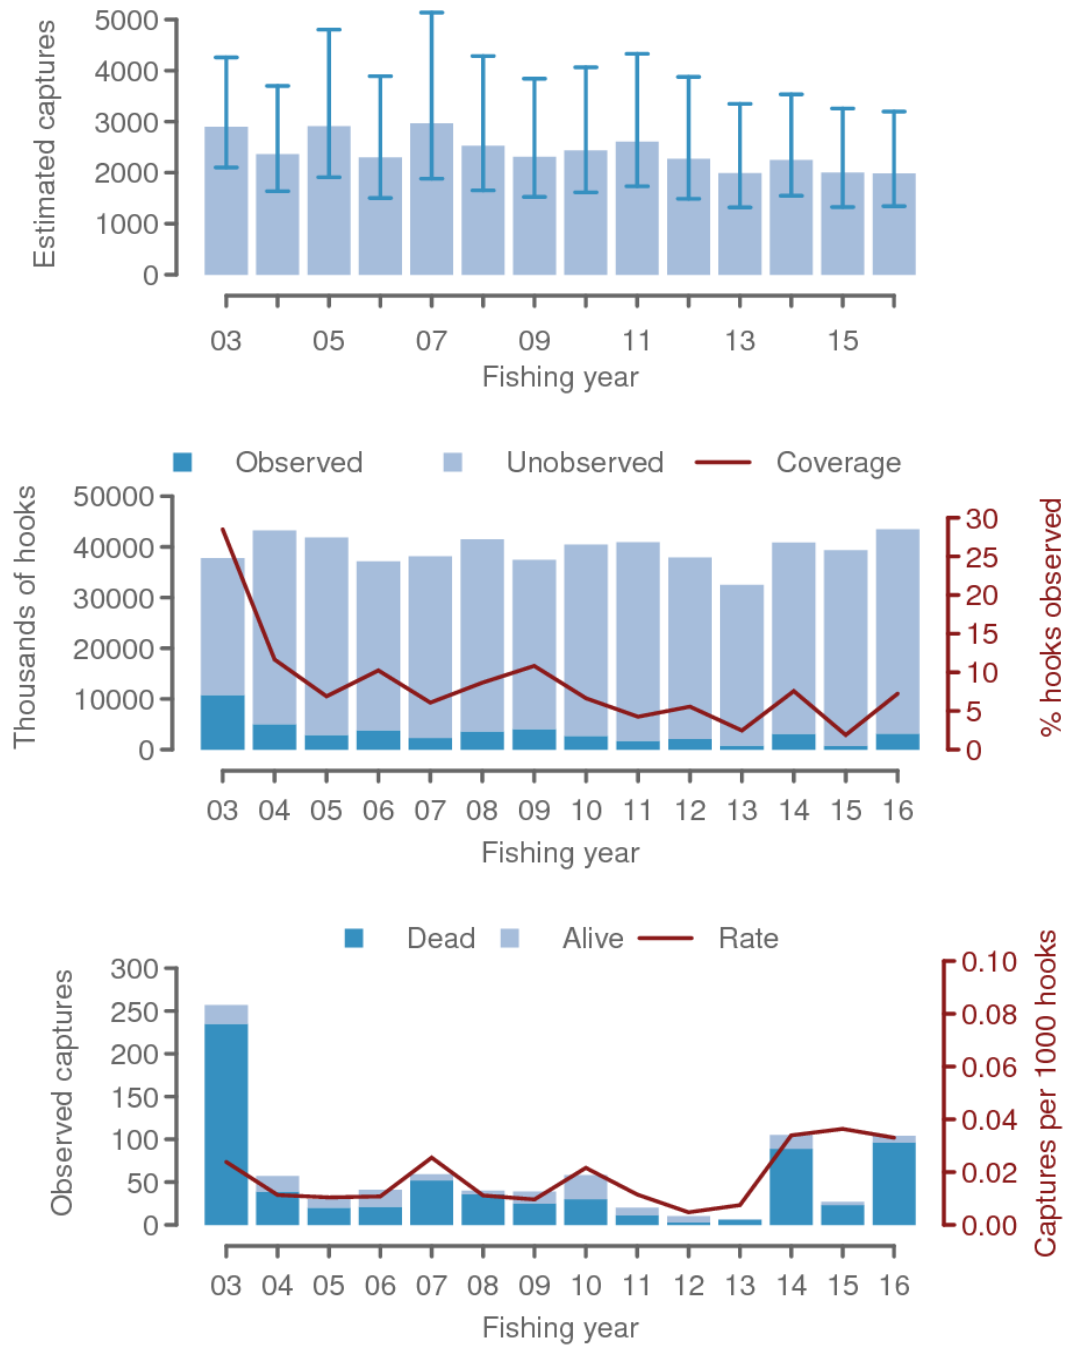 Estimated captures
5000
4000
3000
2000
1000
0
03 05 07 09 11 13 15
Fishing year
Observed Unobserved Coverage
Thousands of hooks
50000
40000
30000
20000
10000
0
% hooks observed
30
25
20
15
10
5
0
03 04 05 06 07 08 09 10 11 12 13 14 15 16
Fishing year
Dead Alive Rate
Observed captures
300
250
200
150
100
50
0
Captures per 1000 hooks
0.10
0.08
0.06
0.04
0.02
0.00
03 04 05 06 07 08 09 10 11 12 13 14 15 16
Fishing year